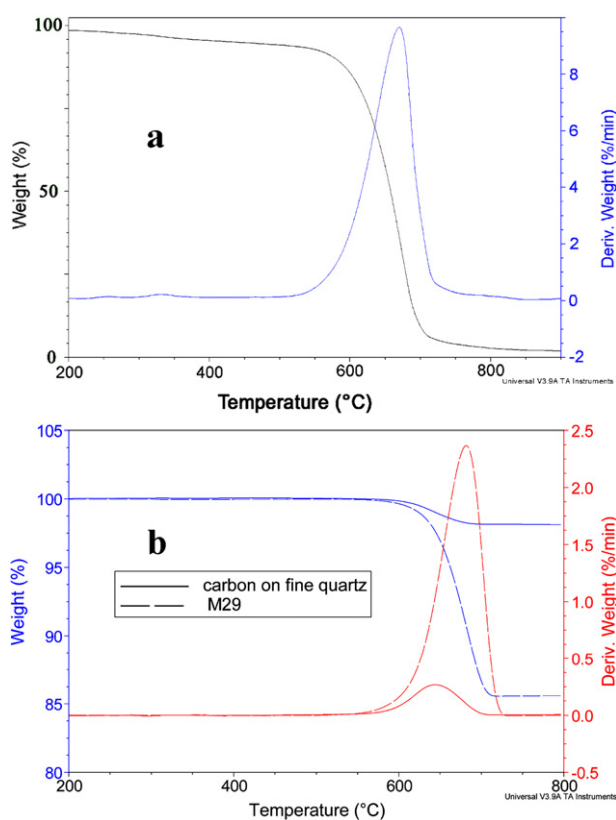 100
50
0
Weight (%)
a
8
6
4
2
0
-2
Deriv. Weight (%/min)
200
400
600
800
Universal V3.9A TA Instruments
Temperature (°C)
105
100
95
90
85
80
Weight (%)
b
carbon on fine quartz
M29
2.5
2.0
1.5
1.0
0.5
0.0
-0.5
Deriv. Weight (%/min)
200
400
600
800
Universal V3.9A TA Instruments
Temperature (°C)